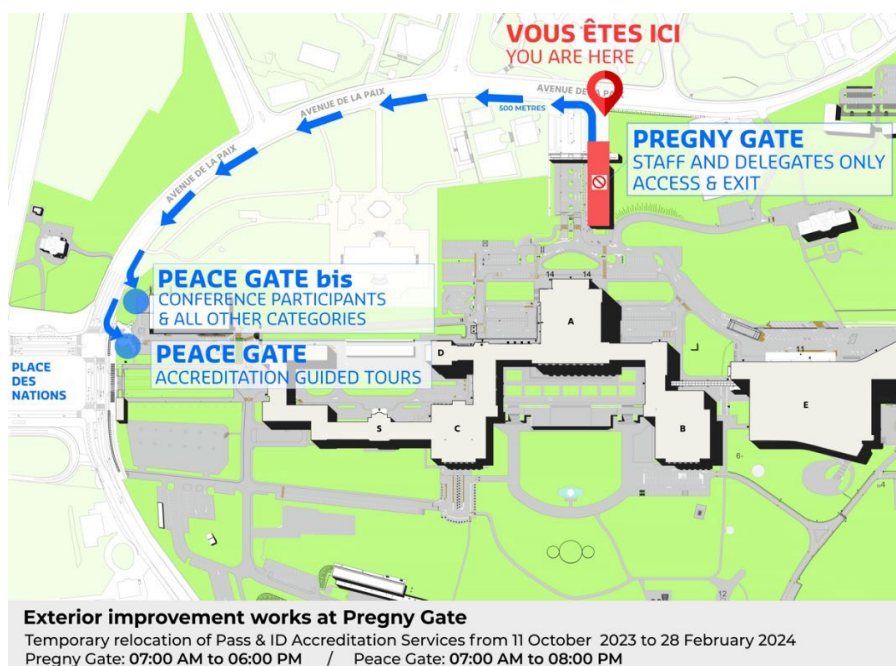 VOUS ÊTES ICI
YOU ARE HERE
AVENUE DE LA PAIX
AVENUE DE LA PAIX
500 METRES
AVENUE DE LA PAIX
PREGNY GATE
STAFF AND DELEGATES ONLY
ACCESS & EXIT
PEACE GATE bis
CONFERENCE PARTICIPANTS
& ALL OTHER CATEGORIES
PEACE GATE
ACCREDITATION GUIDED TOURS
PLACE
DES
NATIONS
14
14
A
D
11
S
C
B
E
6
4
12
Exterior improvement works at Pregny Gate
Temporary relocation of Pass & ID Accreditation Services from 11 October 2023 to 28 February 2024
Pregny Gate: 07:00 AM to 06:00 PM / Peace Gate: 07:00 AM to 08:00 PM